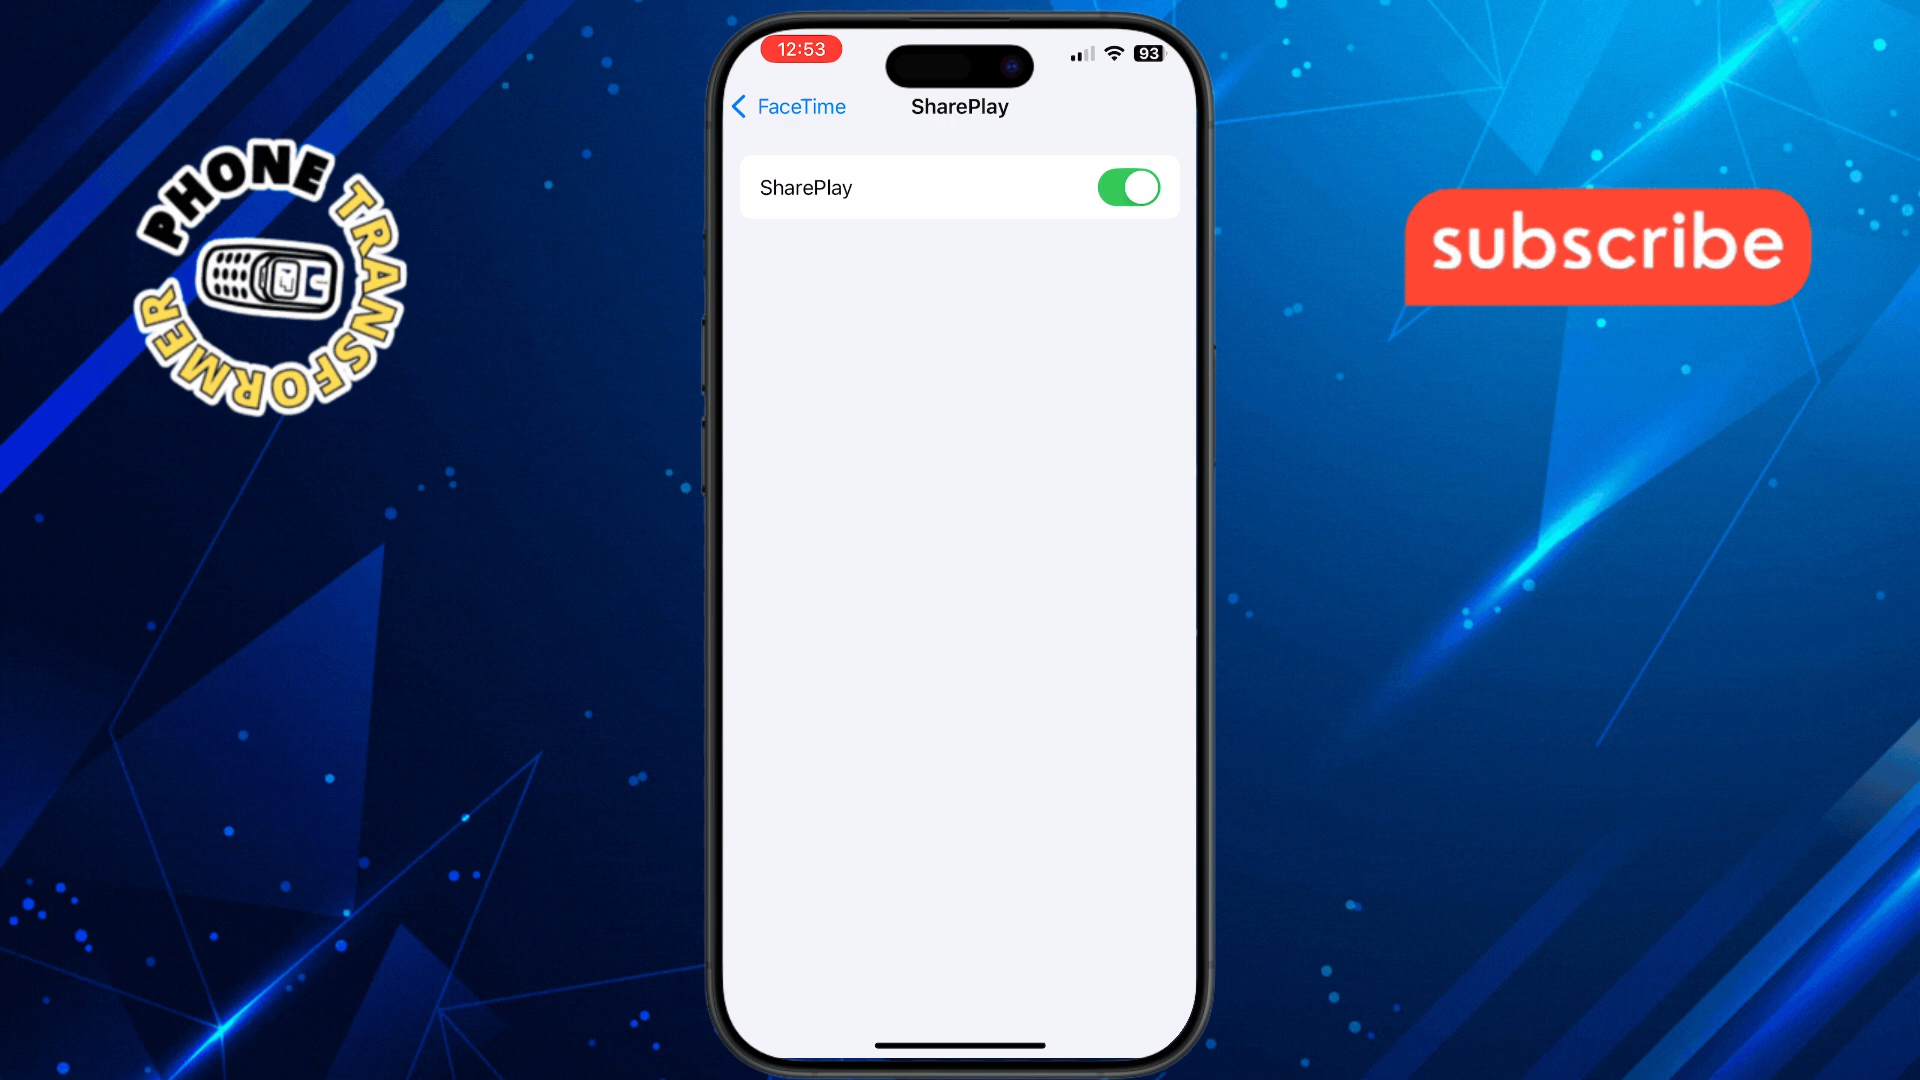 PHONE TRANSFORMER
12:53
93
FaceTime
SharePlay
SharePlay
subscribe